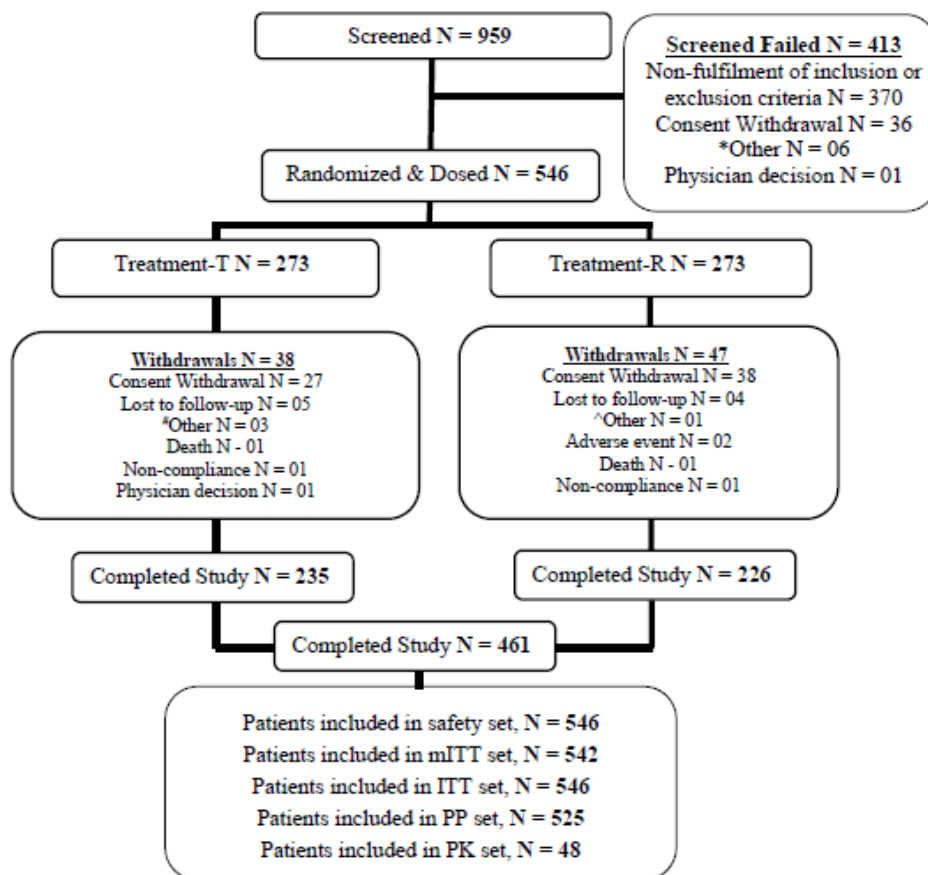 Screened N = 959
Screened Failed N = 413
Non-fulfilment of inclusion or
exclusion criteria N = 370
Consent Withdrawal N = 36
*Other N = 06
Physician decision N = 01
Randomized & Dosed N = 546
Treatment-T N = 273
Treatment-R N = 273
Withdrawals N = 38
Consent Withdrawal N = 27
Lost to follow-up N = 05
#Other N = 03
Death N - 01
Non-compliance N = 01
Physician decision N = 01
Withdrawals N = 47
Consent Withdrawal N = 38
Lost to follow-up N = 04
^Other N = 01
Adverse event N = 02
Death N - 01
Non-compliance N = 01
Completed Study N = 235
Completed Study N = 226
Completed Study N = 461
Patients included in safety set, N = 546
Patients included in mITT set, N = 542
Patients included in ITT set, N = 546
Patients included in PP set, N = 525
Patients included in PK set, N = 48